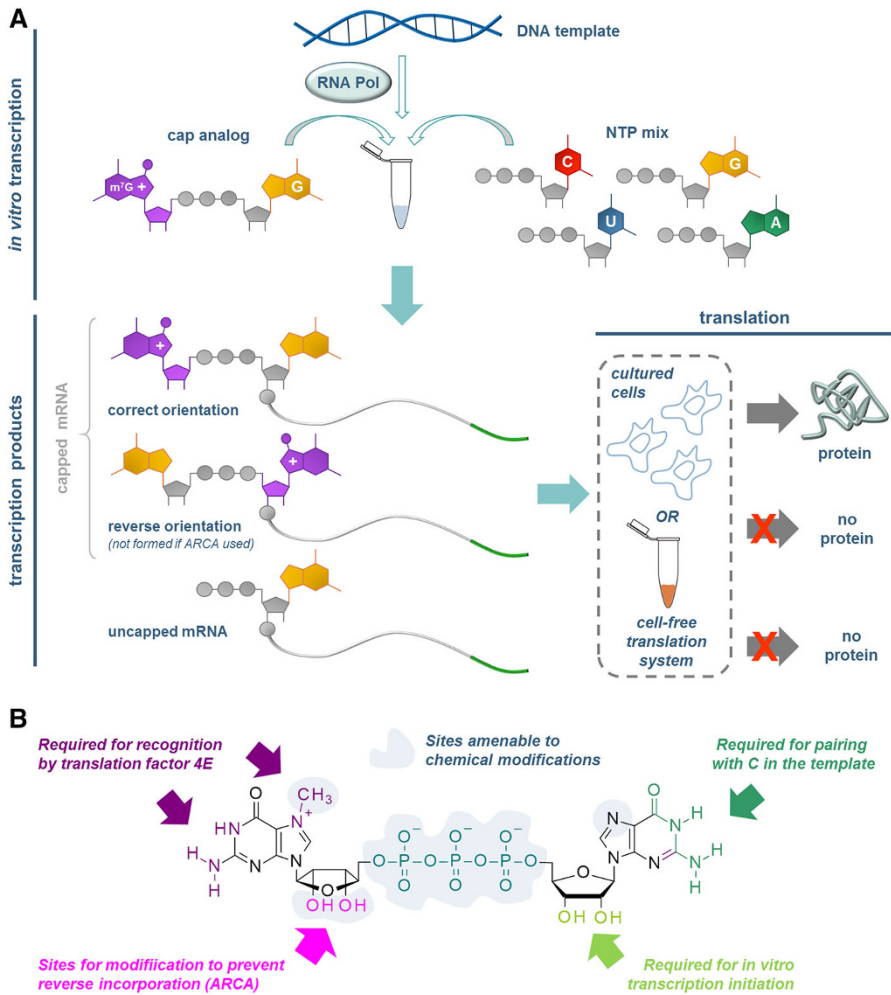 A
DNA template
RNA Pol
cap analog
NTP mix
m⁷G +
G
C
G
U
A
in vitro transcription
transcription products
capped mRNA
+
correct orientation
+
reverse orientation
(not formed if ARCA used)
uncapped mRNA
translation
cultured
cells
OR
cell-free
translation
system
protein
X
no
protein
X
no
protein
B
Required for recognition
by translation factor 4E
Sites amenable to
chemical modifications
Required for pairing
with C in the template
O
CH₃
N
+
HN
N
N
H
N
H
O
OH OH
O
O⁻ O⁻ O⁻
P O P O P
O O O
O
O
OH OH
N
N
O
N
H
N
N
H
H
Sites for modifiication to prevent
reverse incorporation (ARCA)
Required for in vitro
transcription initiation